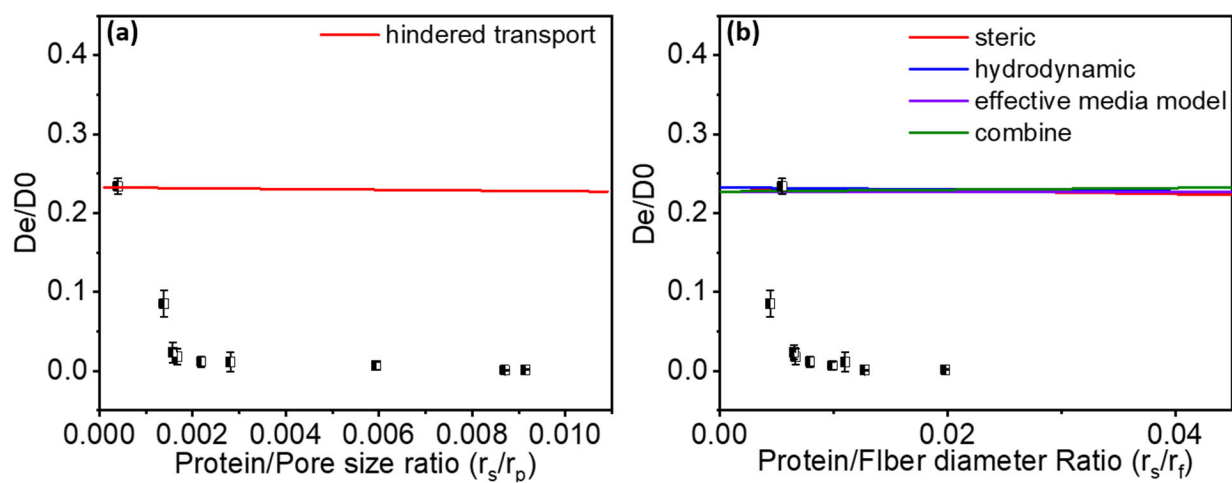 (a)
hindered transport
0.4
0.3
0.2
0.1
0.0
De/D0
0.000 0.002 0.004 0.006 0.008 0.010
Protein/Pore size ratio (rs/rp)
(b)
steric
hydrodynamic
effective media model
combine
0.4
0.3
0.2
0.1
0.0
De/D0
0.00 0.02 0.04
Protein/FIber diameter Ratio (rs/rf)